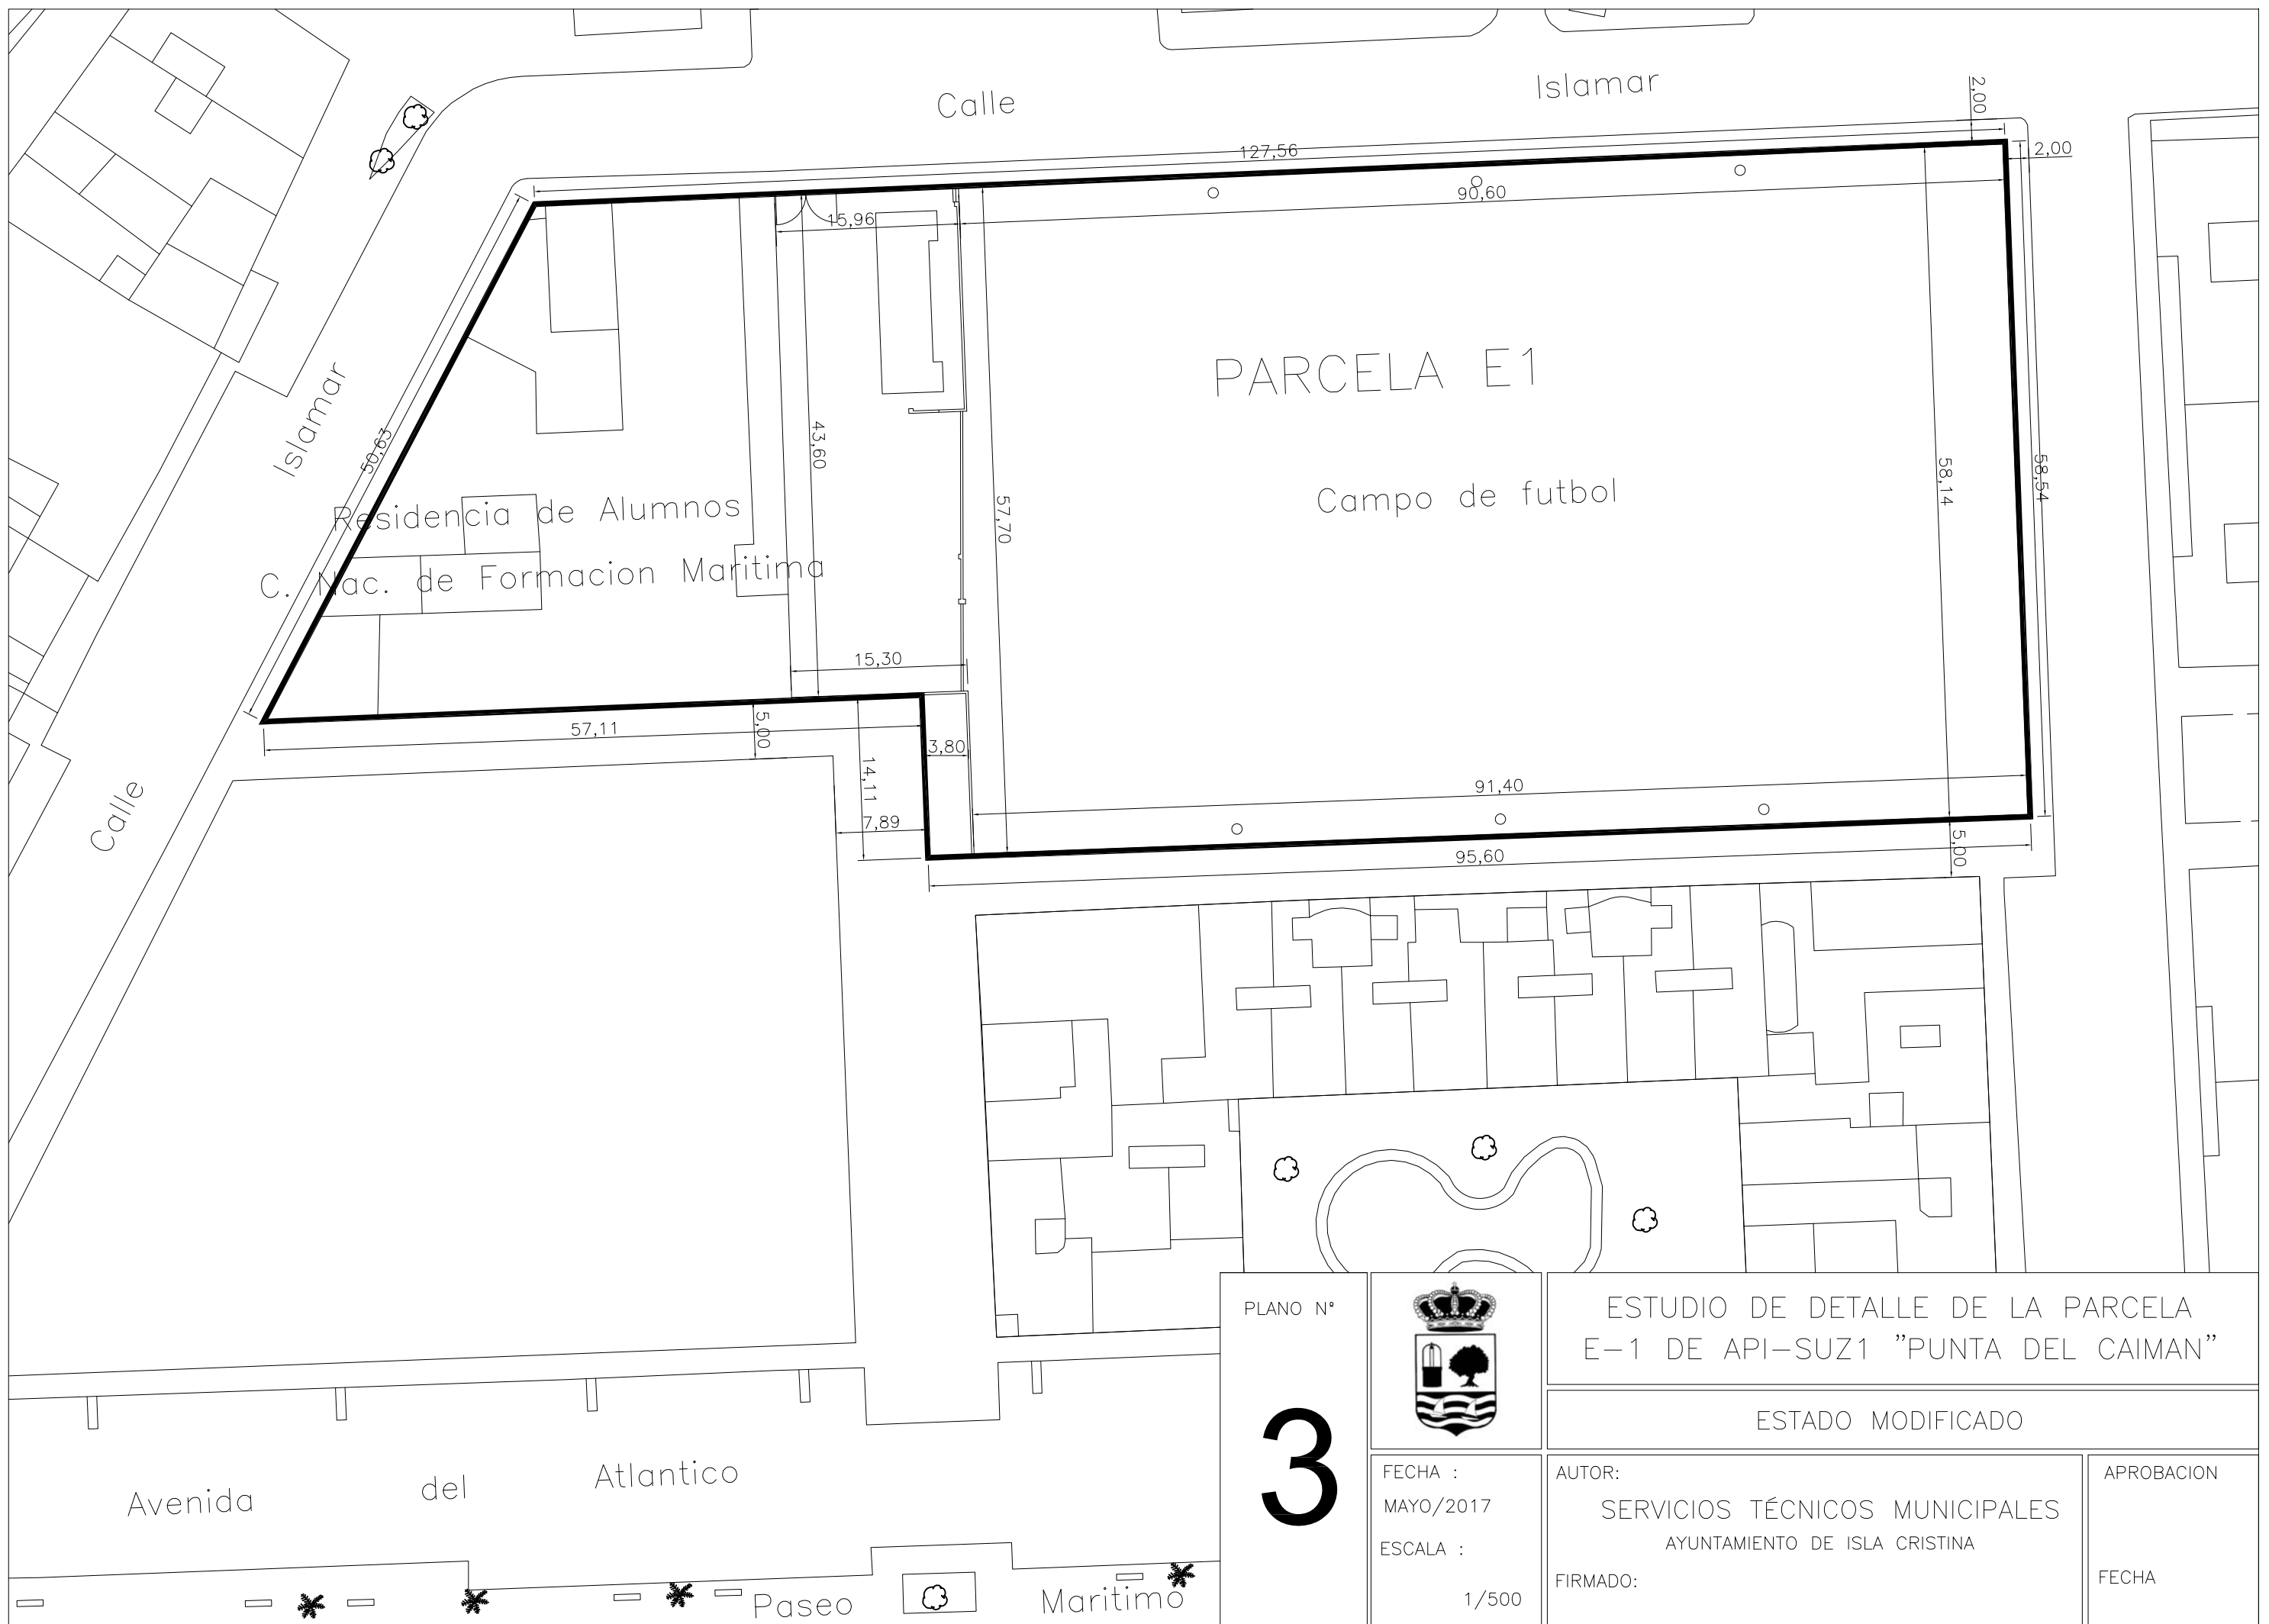 Calle
Islamar
2,00
127,56
2,00
90,60
15,96
PARCELA E1
Islamar
50,63
43,60
58,14
58,54
Campo de futbol
57,70
Residencia de Alumnos
C. Nac. de Formacion Maritima
15,30
57,11
5,00
3,80
14,11
91,40
7,89
Calle
95,60
5,00
Avenida del Atlantico
Paseo Maritimo
PLANO Nº
3
ESTUDIO DE DETALLE DE LA PARCELA
E-1 DE API-SUZ1 "PUNTA DEL CAIMAN"
ESTADO MODIFICADO
FECHA :
MAYO/2017
ESCALA :
1/500
AUTOR:
SERVICIOS TÉCNICOS MUNICIPALES
AYUNTAMIENTO DE ISLA CRISTINA
FIRMADO:
APROBACION
FECHA